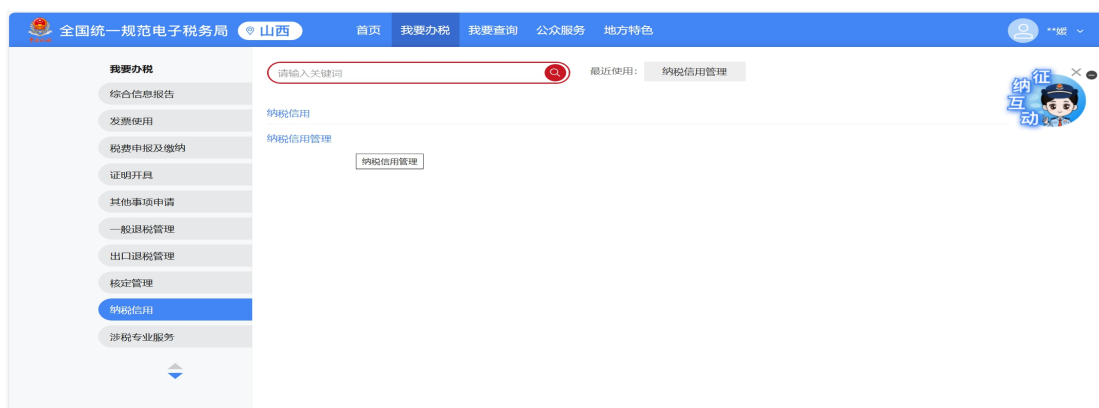 全国统一规范电子税务局 山西 首页 我要办税 我要查询 公众服务 地方特色 **媛
我要办税
请输入关键词 最近使用： 纳税信用管理
征纳互动
综合信息报告
纳税信用
发票使用
纳税信用管理
税费申报及缴纳
纳税信用管理
证明开具
其他事项申请
一般退税管理
出口退税管理
核定管理
纳税信用
涉税专业服务